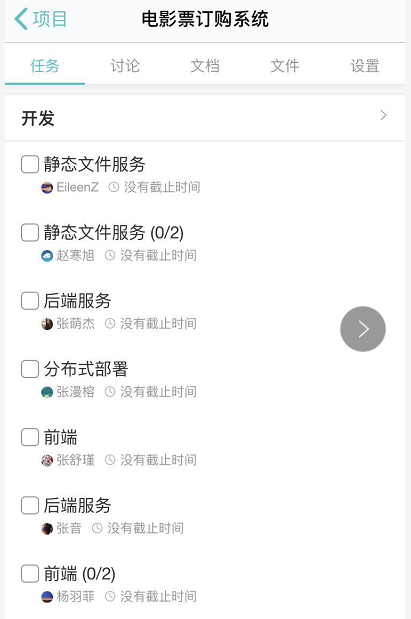 项目
电影票订购系统
任务 讨论 文档 文件 设置
开发
静态文件服务
EileenZ 没有截止时间
静态文件服务 (0/2)
赵寒旭 没有截止时间
后端服务
张萌杰 没有截止时间
分布式部署
张漫榕 没有截止时间
前端
张舒瑾 没有截止时间
后端服务
张音 没有截止时间
前端 (0/2)
杨羽菲 没有截止时间